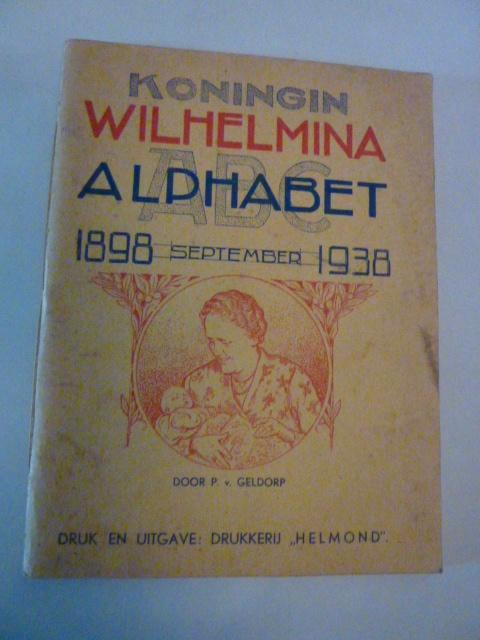 KONINGIN
WILHELMINA
ABC
ALPHABET
1898 SEPTEMBER 1938
DOOR P. v. GELDORP
DRUK EN UITGAVE: DRUKKERIJ „HELMOND".